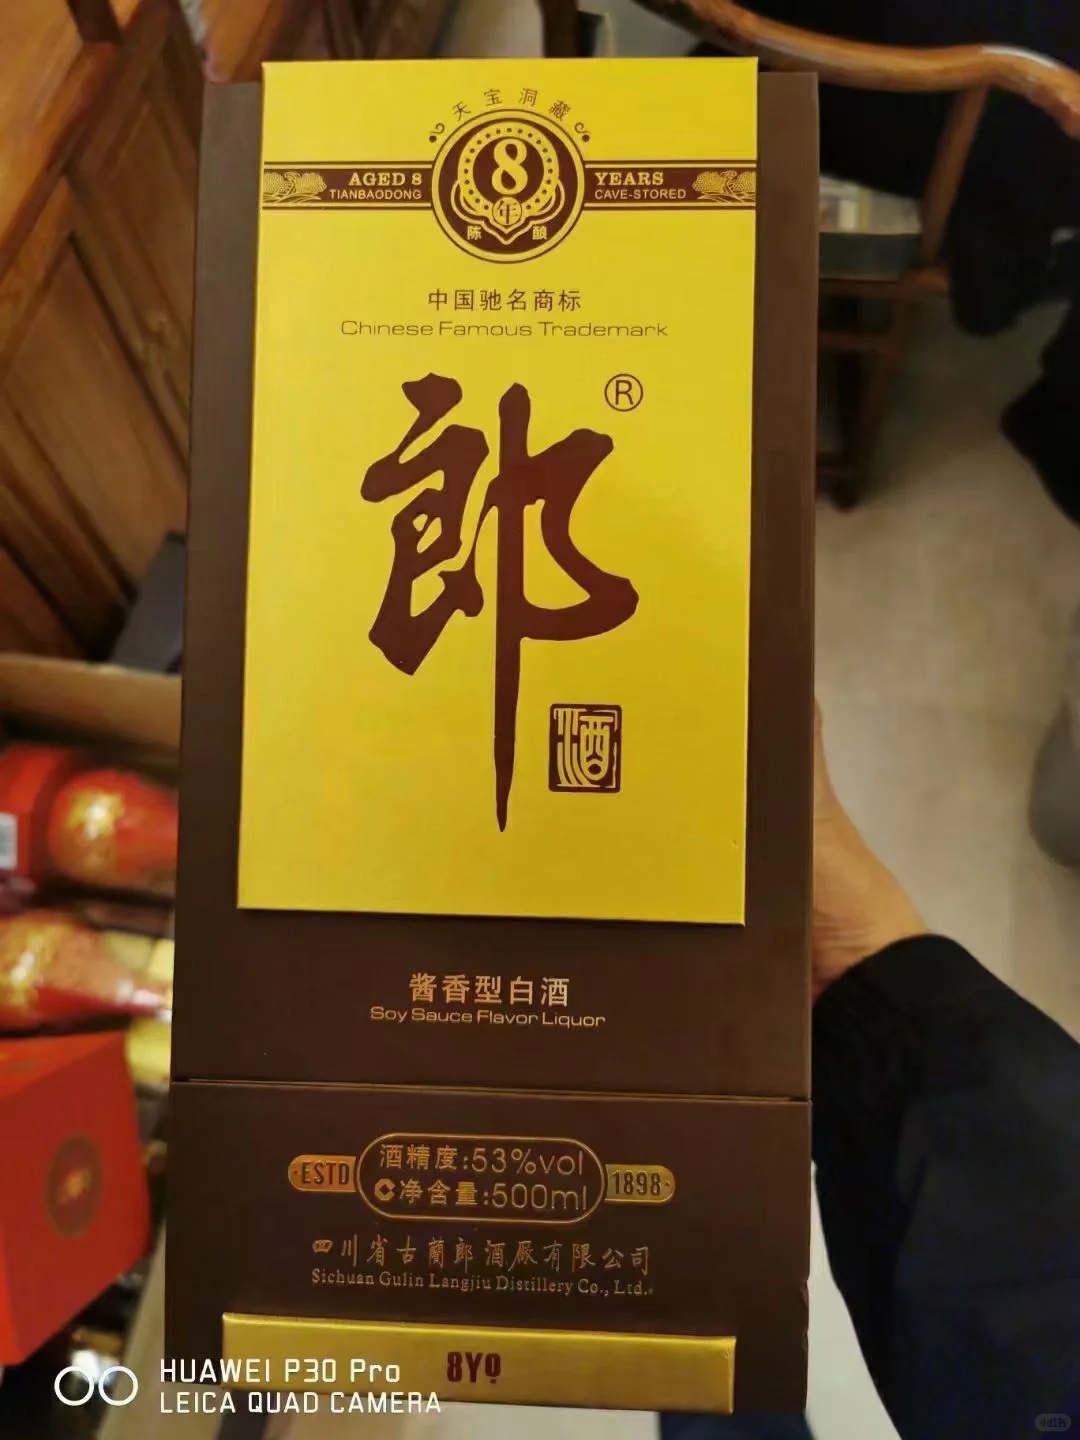 天宝洞藏
AGED 8 YEARS
TIANBAODONG CAVE-STORED
8
年
陈酿
中国驰名商标
Chinese Famous Trademark
郎®
酒
酱香型白酒
Soy Sauce Flavor Liquor
酒精度:53%vol
ESTD 1898
净含量:500ml
四川省古蔺郎酒厰有限公司
Sichuan Gulin Langjiu Distillery Co., Ltd.
8YO
HUAWEI P30 Pro
LEICA QUAD CAMERA